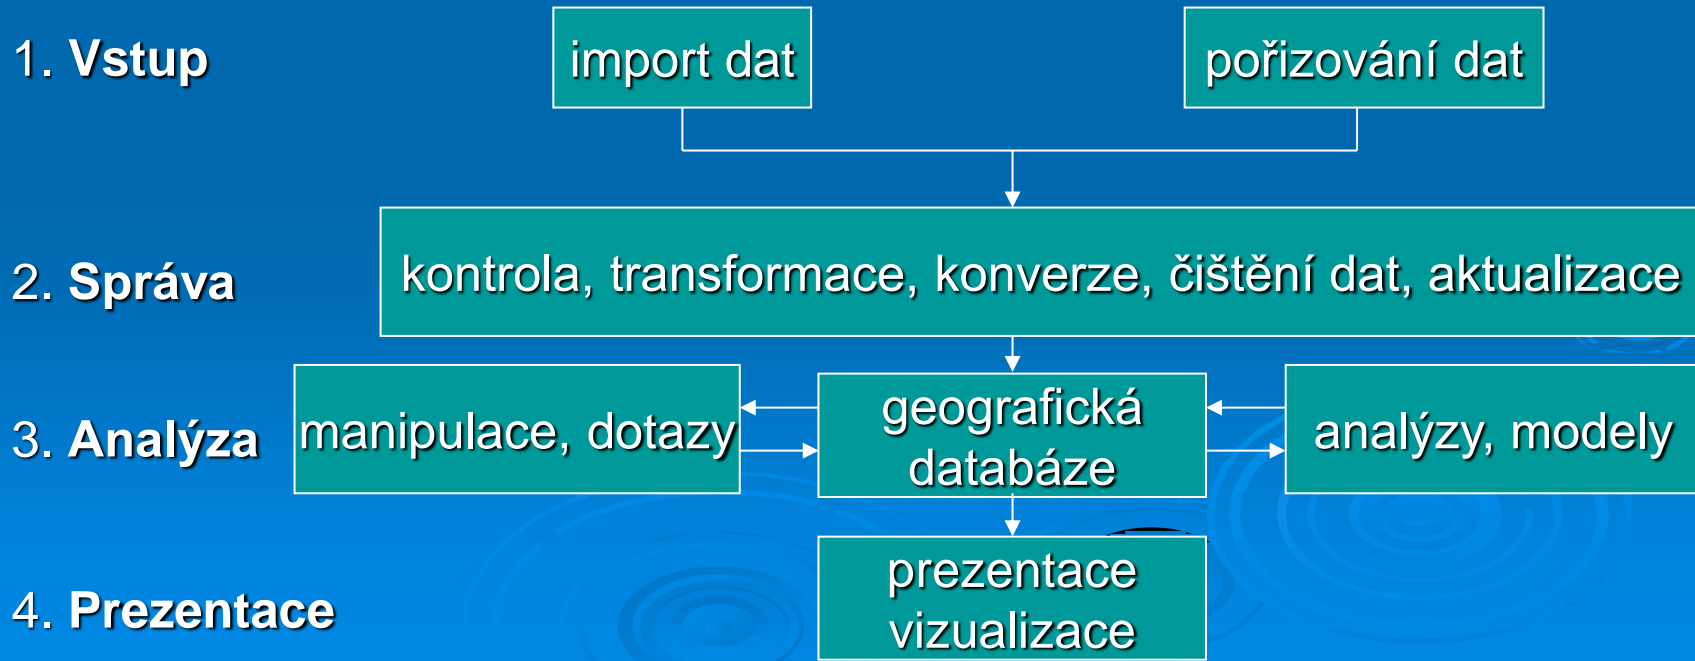 1. Vstup
import dat
pořizování dat
2. Správa
kontrola, transformace, konverze, čištění dat, aktualizace
3. Analýza
manipulace, dotazy
geografická
databáze
analýzy, modely
4. Prezentace
prezentace
vizualizace